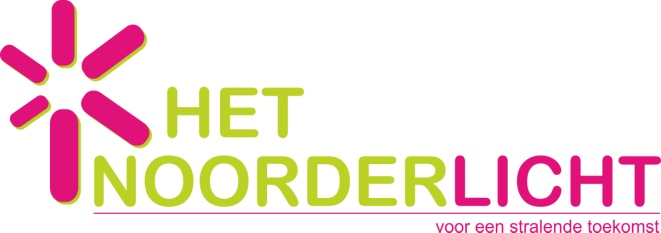 HET
NOORDERLICHT
voor een stralende toekomst